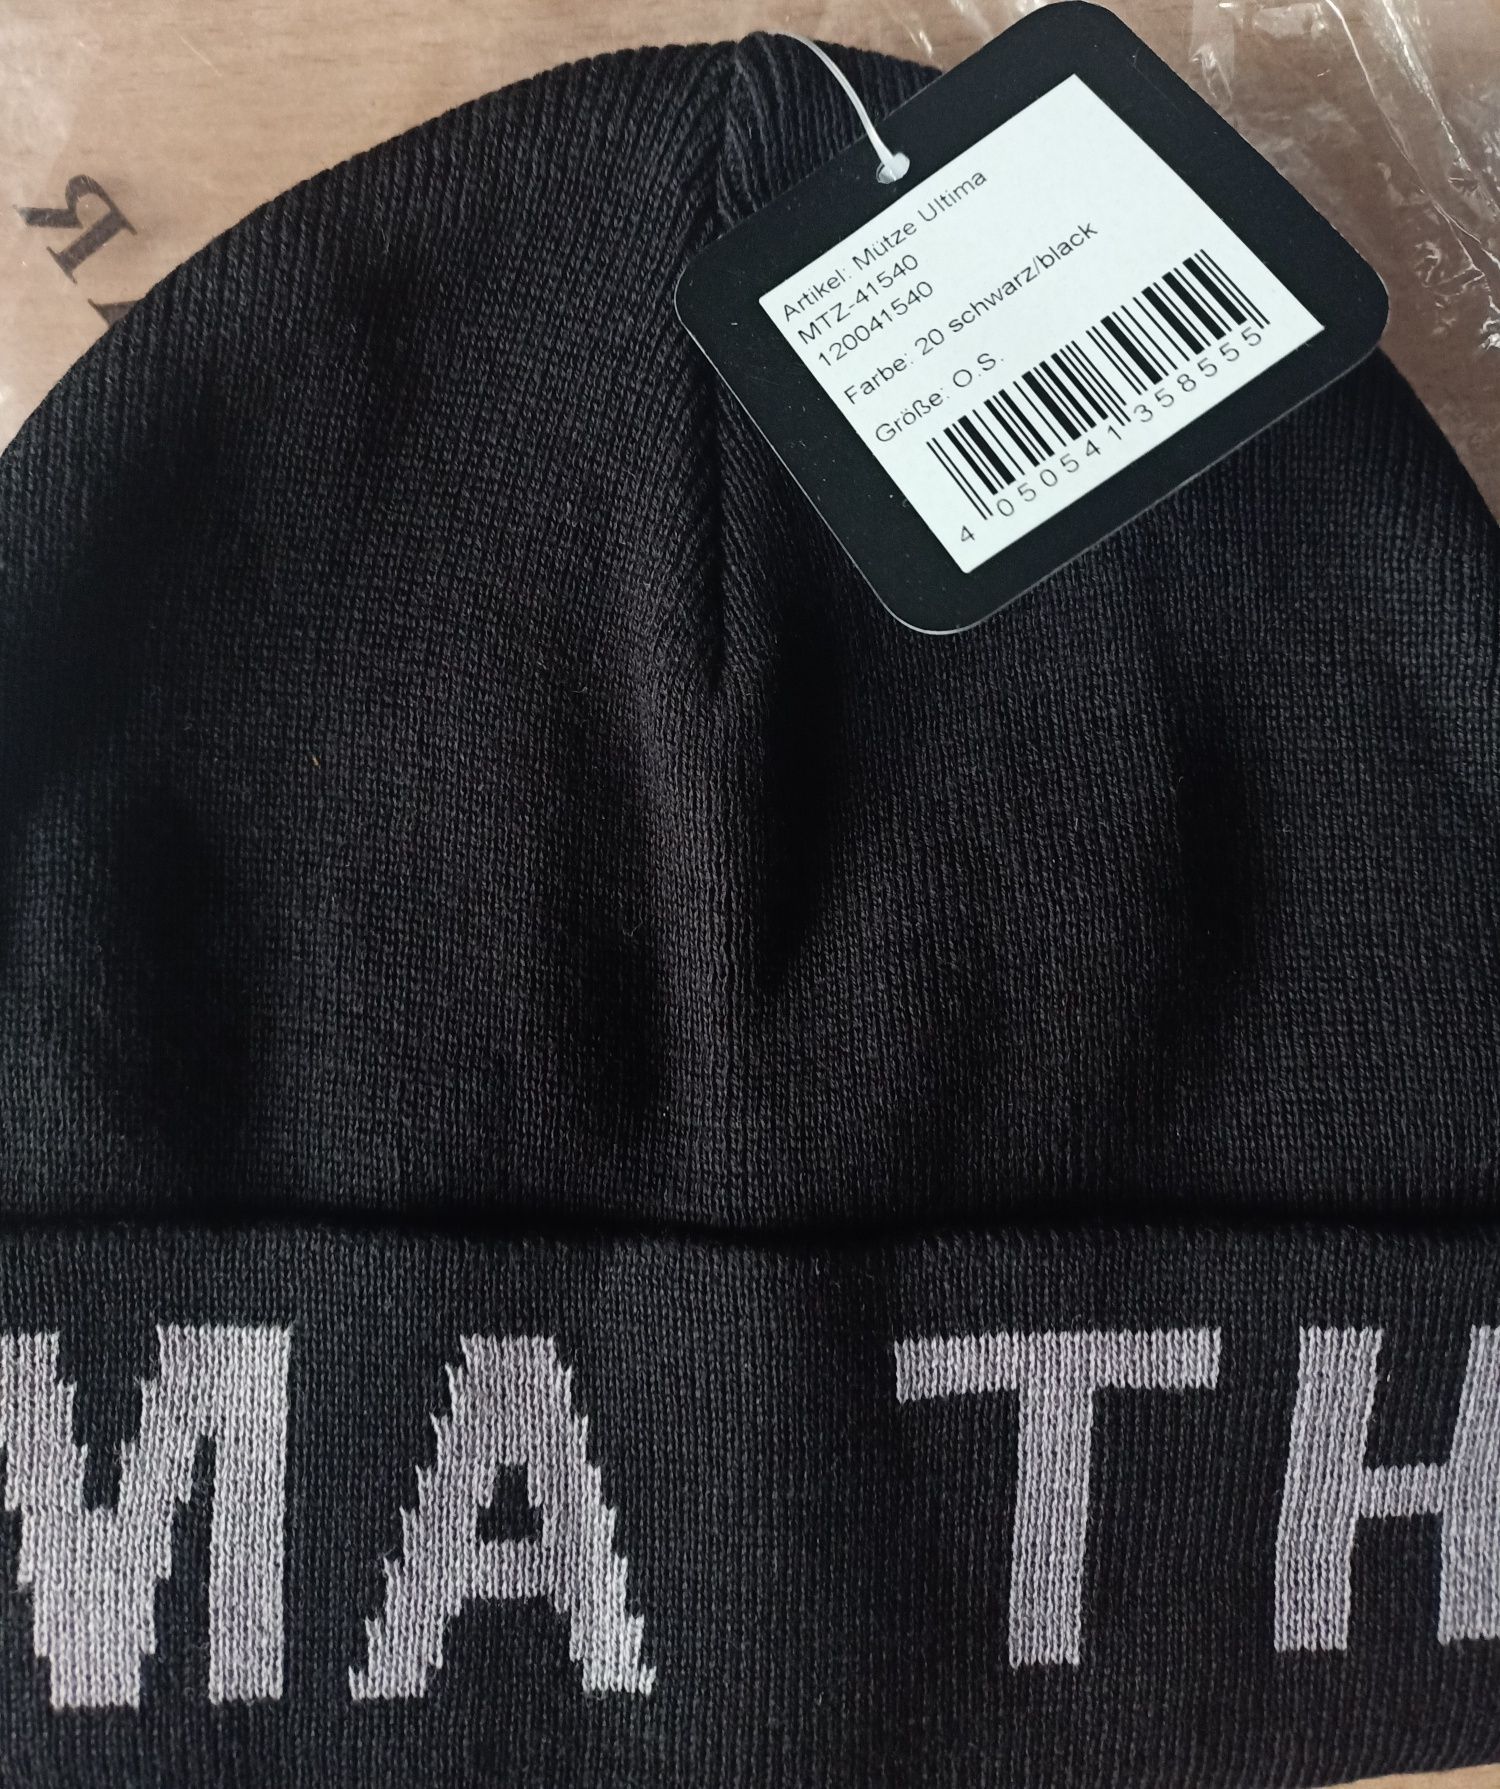 Artikel: Mütze Ultima
MTZ-41540
120041540
Farbe: 20 schwarz/black
Größe: O.S.
4 050541 358555
MA TH